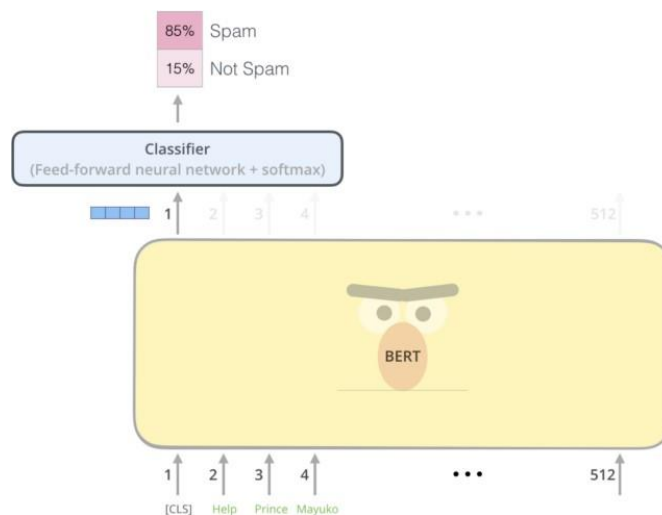 85% Spam
15% Not Spam
Classifier
(Feed-forward neural network + softmax)
1 2 3 4 • • • 512
BERT
1 2 3 4 • • • 512
[CLS] Help Prince Mayuko